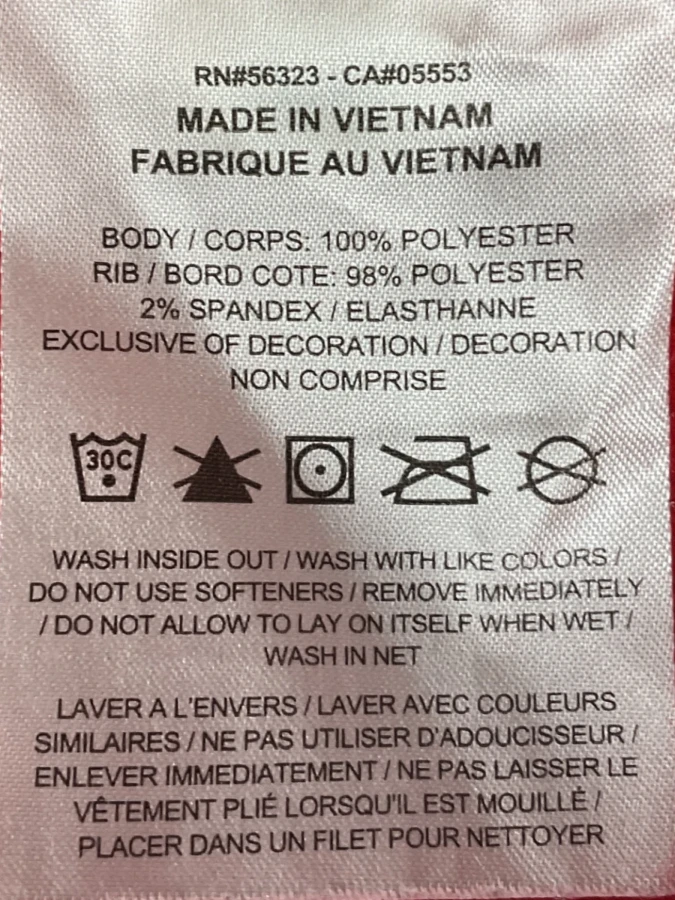 RN#56323 - CA#05553
MADE IN VIETNAM
FABRIQUE AU VIETNAM
BODY / CORPS: 100% POLYESTER
RIB / BORD COTE: 98% POLYESTER
2% SPANDEX / ELASTHANNE
EXCLUSIVE OF DECORATION / DECORATION
NON COMPRISE
30C
WASH INSIDE OUT / WASH WITH LIKE COLORS /
DO NOT USE SOFTENERS / REMOVE IMMEDIATELY
/ DO NOT ALLOW TO LAY ON ITSELF WHEN WET /
WASH IN NET
LAVER A L'ENVERS / LAVER AVEC COULEURS
SIMILAIRES / NE PAS UTILISER D'ADOUCISSEUR /
ENLEVER IMMEDIATEMENT / NE PAS LAISSER LE
VÊTEMENT PLIÉ LORSQU'IL EST MOUILLÉ /
PLACER DANS UN FILET POUR NETTOYER